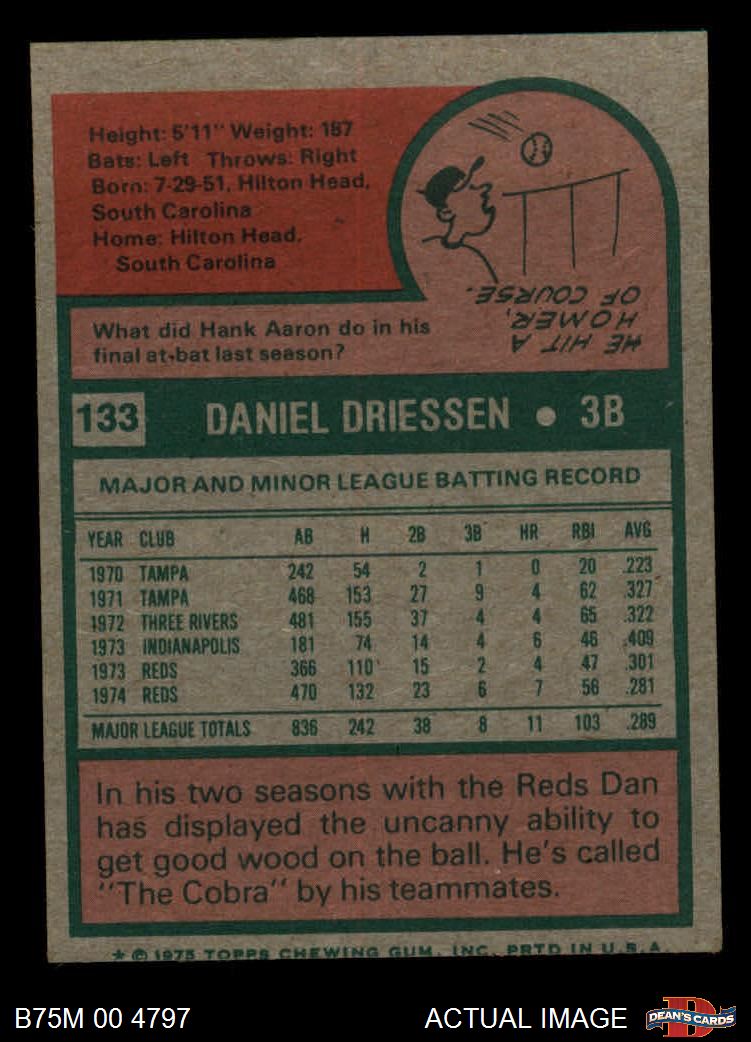 Height: 5'11" Weight: 187
Bats: Left Throws: Right
Born: 7-29-51, Hilton Head,
South Carolina
Home: Hilton Head,
South Carolina
What did Hank Aaron do in his
final at-bat last season?
HE HIT A
HOMER,
OF COURSE.
133 DANIEL DRIESSEN • 3B
MAJOR AND MINOR LEAGUE BATTING RECORD
YEAR CLUB AB H 2B 3B HR RBI AVG
1970 TAMPA 242 54 2 1 0 20 .223
1971 TAMPA 468 153 27 9 4 62 .327
1972 THREE RIVERS 481 155 37 4 4 65 .322
1973 INDIANAPOLIS 181 74 14 4 6 46 .409
1973 REDS 366 110 15 2 4 47 .301
1974 REDS 470 132 23 6 7 56 .281
MAJOR LEAGUE TOTALS 836 242 38 8 11 103 .289
In his two seasons with the Reds Dan
has displayed the uncanny ability to
get good wood on the ball. He's called
"The Cobra" by his teammates.
* © 1975 TOPPS CHEWING GUM, INC. PRTD IN U.S.A.
B75M 00 4797 ACTUAL IMAGE DEAN'S CARDS